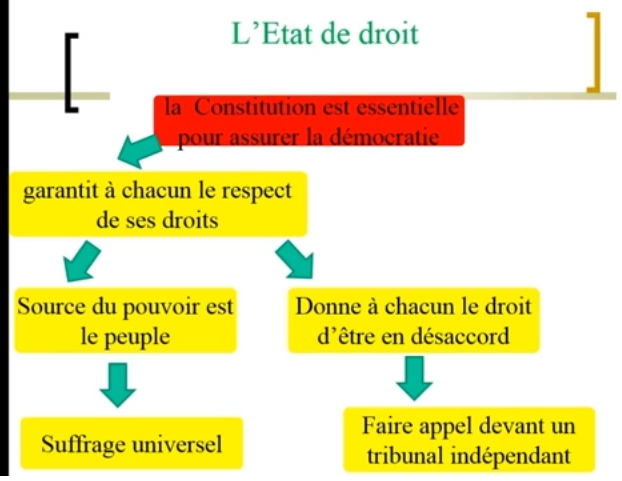 L’Etat de droit
la Constitution est essentielle
pour assurer la démocratie
garantit à chacun le respect
de ses droits
Source du pouvoir est
le peuple
Donne à chacun le droit
d’être en désaccord
Suffrage universel
Faire appel devant un
tribunal indépendant